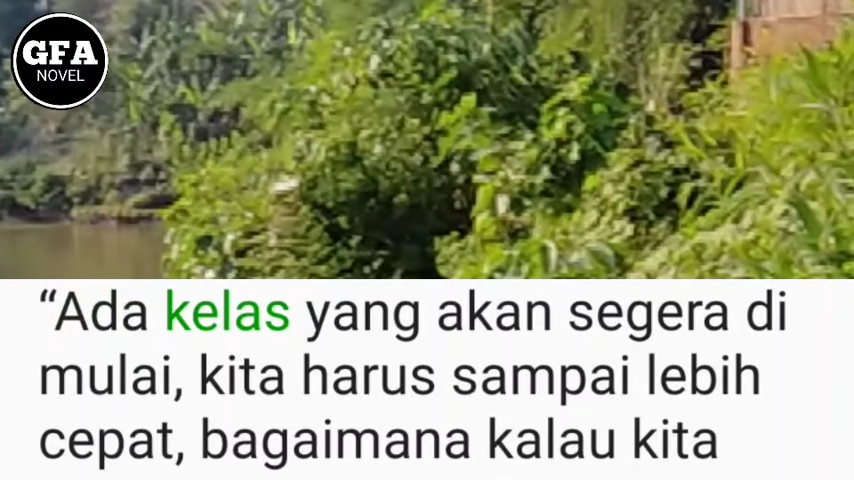 GFA
NOVEL
“Ada kelas yang akan segera di
mulai, kita harus sampai lebih
cepat, bagaimana kalau kita